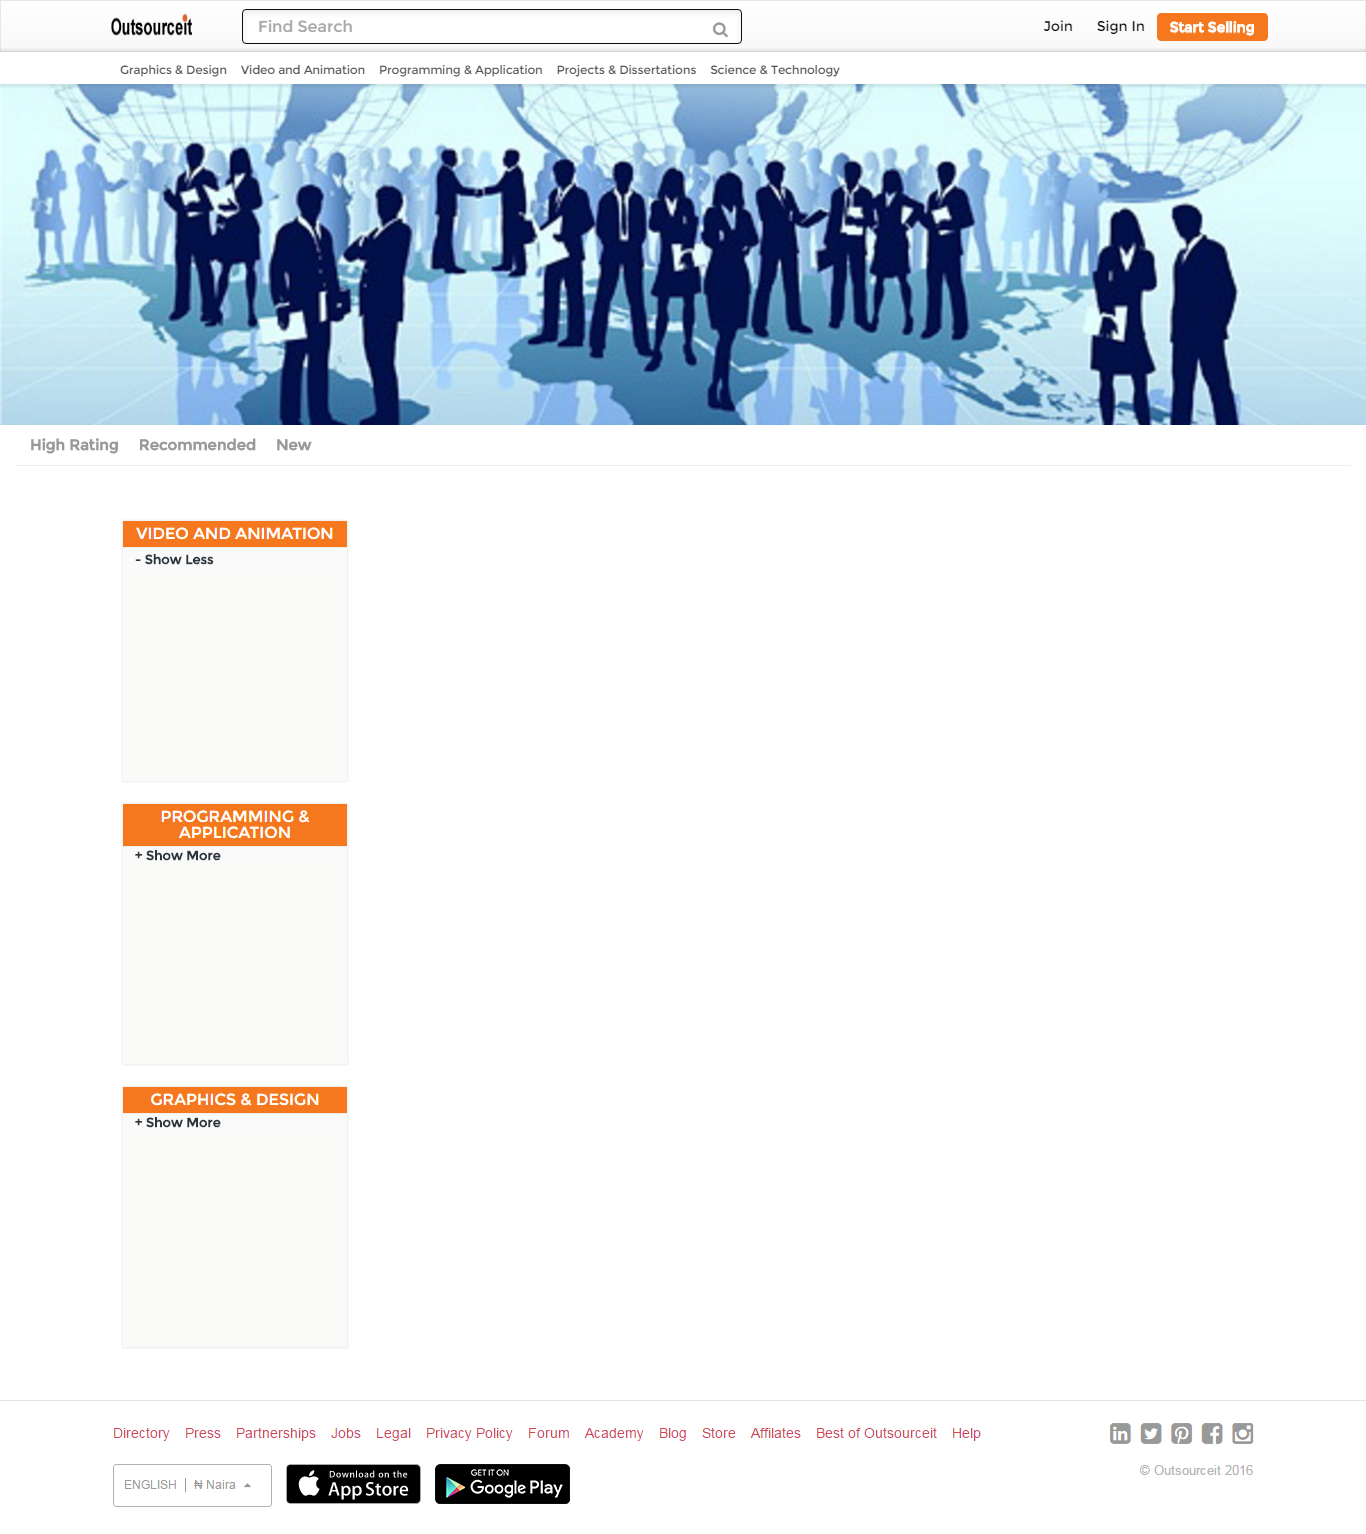 Outsourceit
Find Search
Join Sign In Start Selling
Graphics & Design Video and Animation Programming & Application Projects & Dissertations Science & Technology
High Rating Recommended New
VIDEO AND ANIMATION
- Show Less
PROGRAMMING &
APPLICATION
+ Show More
GRAPHICS & DESIGN
+ Show More
Directory Press Partnerships Jobs Legal Privacy Policy Forum Academy Blog Store Affilates Best of Outsourceit Help
ENGLISH | ₦ Naira
Download on the
App Store
GET IT ON
Google Play
© Outsourceit 2016